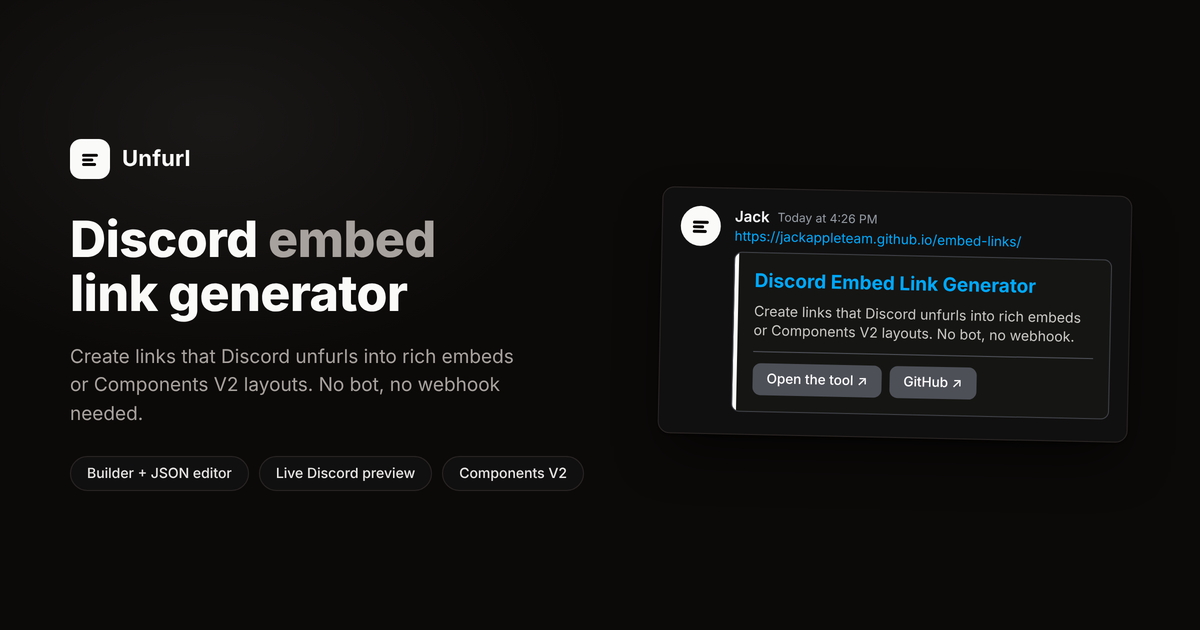 Unfurl
Discord embed
link generator
Create links that Discord unfurls into rich embeds
or Components V2 layouts. No bot, no webhook
needed.
Builder + JSON editor
Live Discord preview
Components V2
Jack Today at 4:26 PM
https://jackappleteam.github.io/embed-links/
Discord Embed Link Generator
Create links that Discord unfurls into rich embeds
or Components V2 layouts. No bot, no webhook.
Open the tool ↗
GitHub ↗